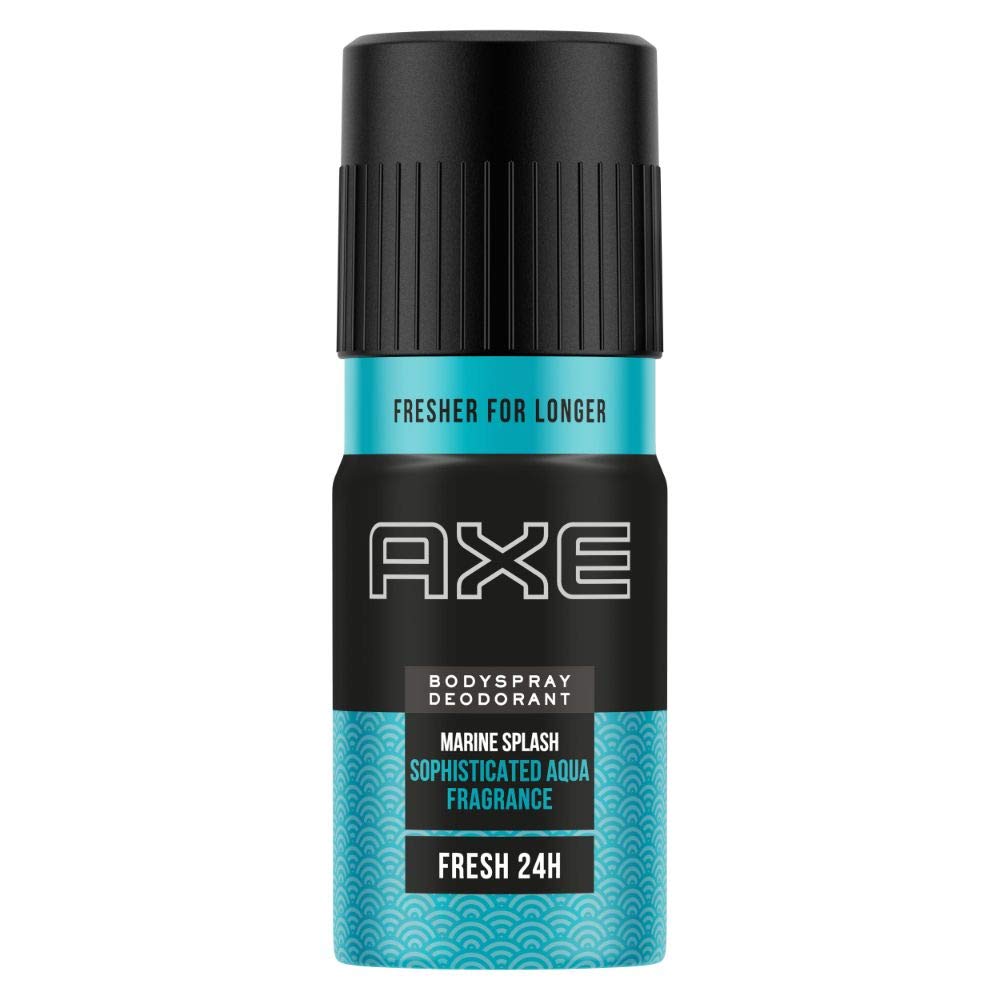 FRESHER FOR LONGER
AXE
BODYSPRAY
DEODORANT
MARINE SPLASH
SOPHISTICATED AQUA
FRAGRANCE
FRESH 24H